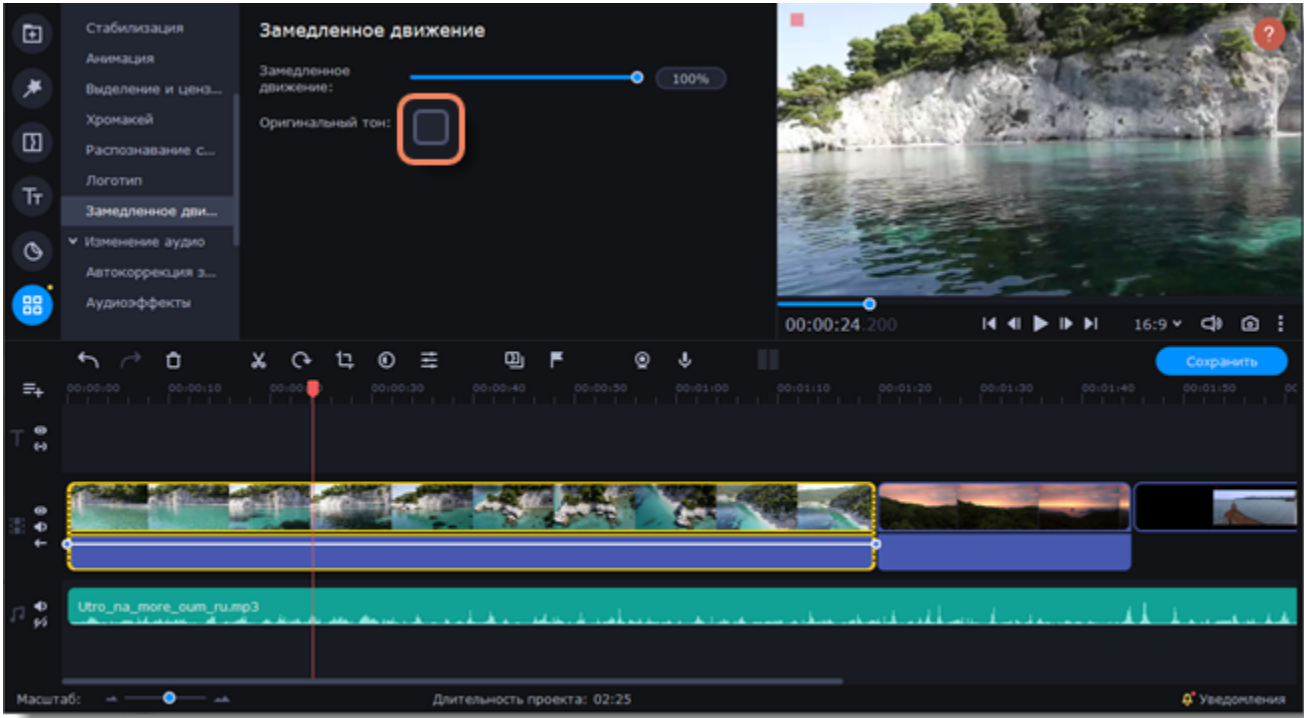 Стабилизация
Анимация
Выделение и ценз...
Хромакей
Распознавание с...
Логотип
Замедленное дви...
Изменение аудио
Автокоррекция з...
Аудиоэффекты
Замедленное движение
Замедленное
движение:
100%
Оригинальный тон:
?
00:00:24.200
16:9
Tт
Сохранить
00:00:00 00:00:10 00:00:30 00:00:40 00:00:50 00:01:00 00:01:10 00:01:20 00:01:30 00:01:40 00:01:50
T
Utro_na_more_oum_ru.mp3
Масштаб:
Длительность проекта: 02:25
Уведомления